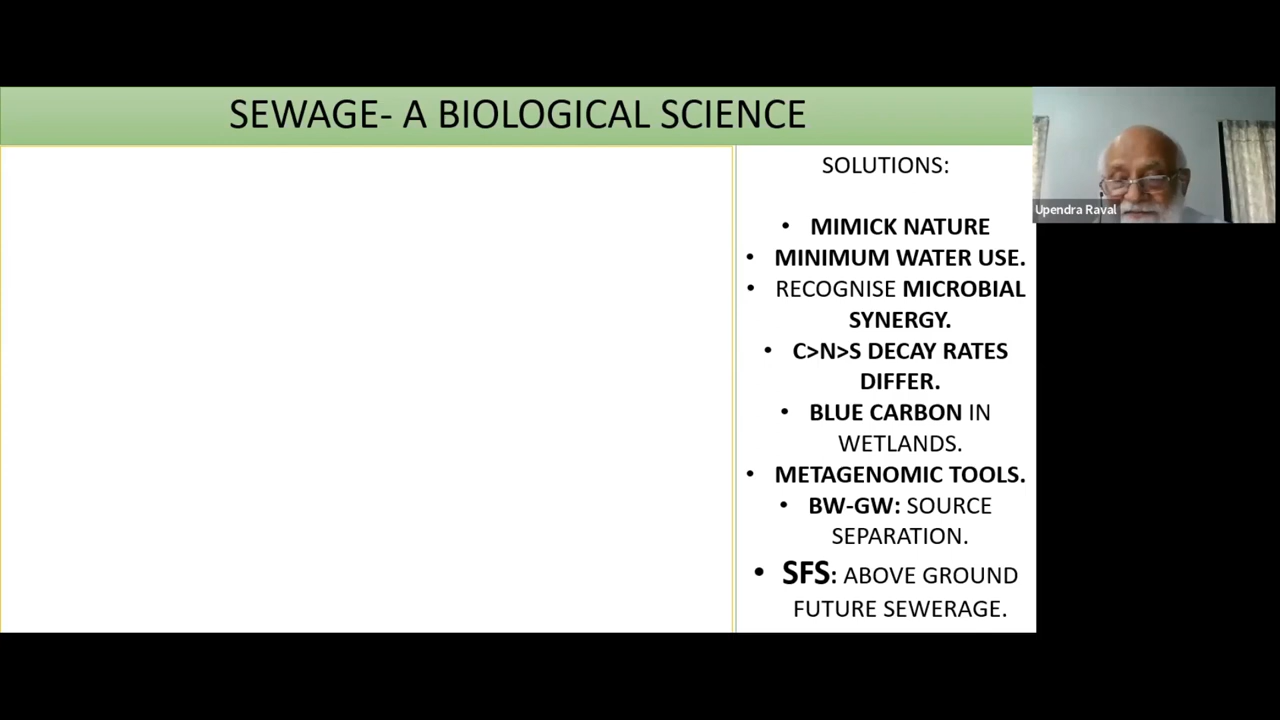 SEWAGE- A BIOLOGICAL SCIENCE
SOLUTIONS:
• MIMICK NATURE
• MINIMUM WATER USE.
• RECOGNISE MICROBIAL
SYNERGY.
• C>N>S DECAY RATES
DIFFER.
• BLUE CARBON IN
WETLANDS.
• METAGENOMIC TOOLS.
• BW-GW: SOURCE
SEPARATION.
• SFS: ABOVE GROUND
FUTURE SEWERAGE.
Upendra Raval